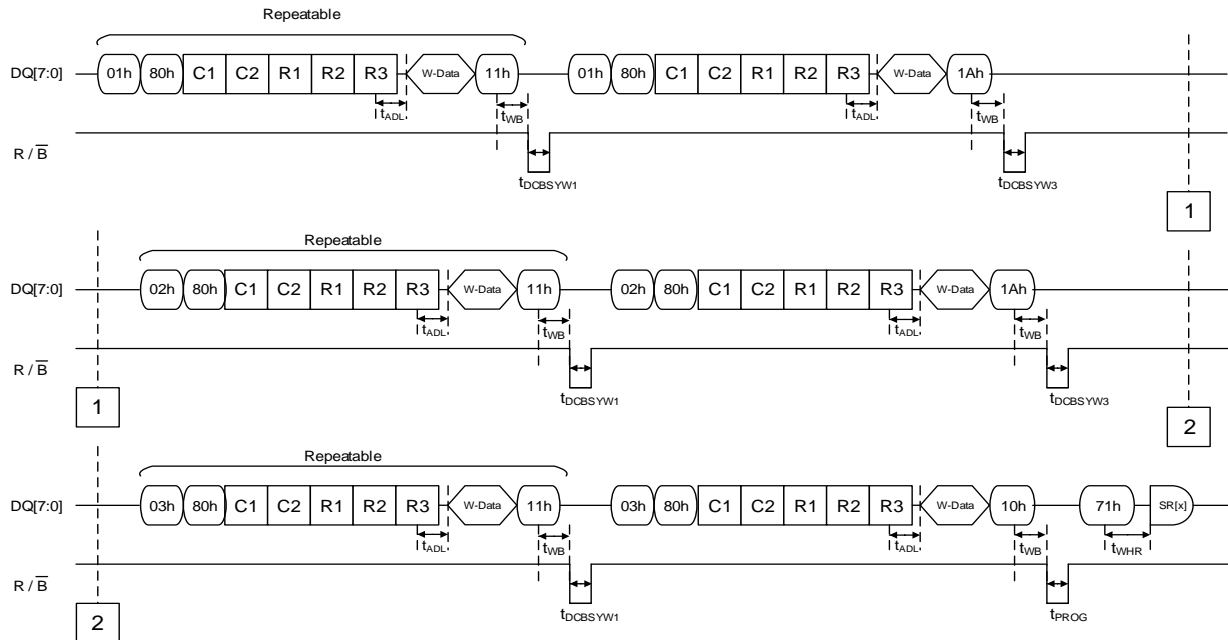 Repeatable
DQ[7:0] 01h 80h C1 C2 R1 R2 R3 W-Data 11h 01h 80h C1 C2 R1 R2 R3 W-Data 1Ah
tADL tWB tADL tWB
R / B
tDCBSYW1 tDCBSYW3
1
Repeatable
DQ[7:0] 02h 80h C1 C2 R1 R2 R3 W-Data 11h 02h 80h C1 C2 R1 R2 R3 W-Data 1Ah
tADL tWB tADL tWB
R / B
tDCBSYW1 tDCBSYW3
1 2
Repeatable
DQ[7:0] 03h 80h C1 C2 R1 R2 R3 W-Data 11h 03h 80h C1 C2 R1 R2 R3 W-Data 10h 71h SR[x]
tADL tWB tADL tWB tWHR
R / B
tDCBSYW1 tPROG
2